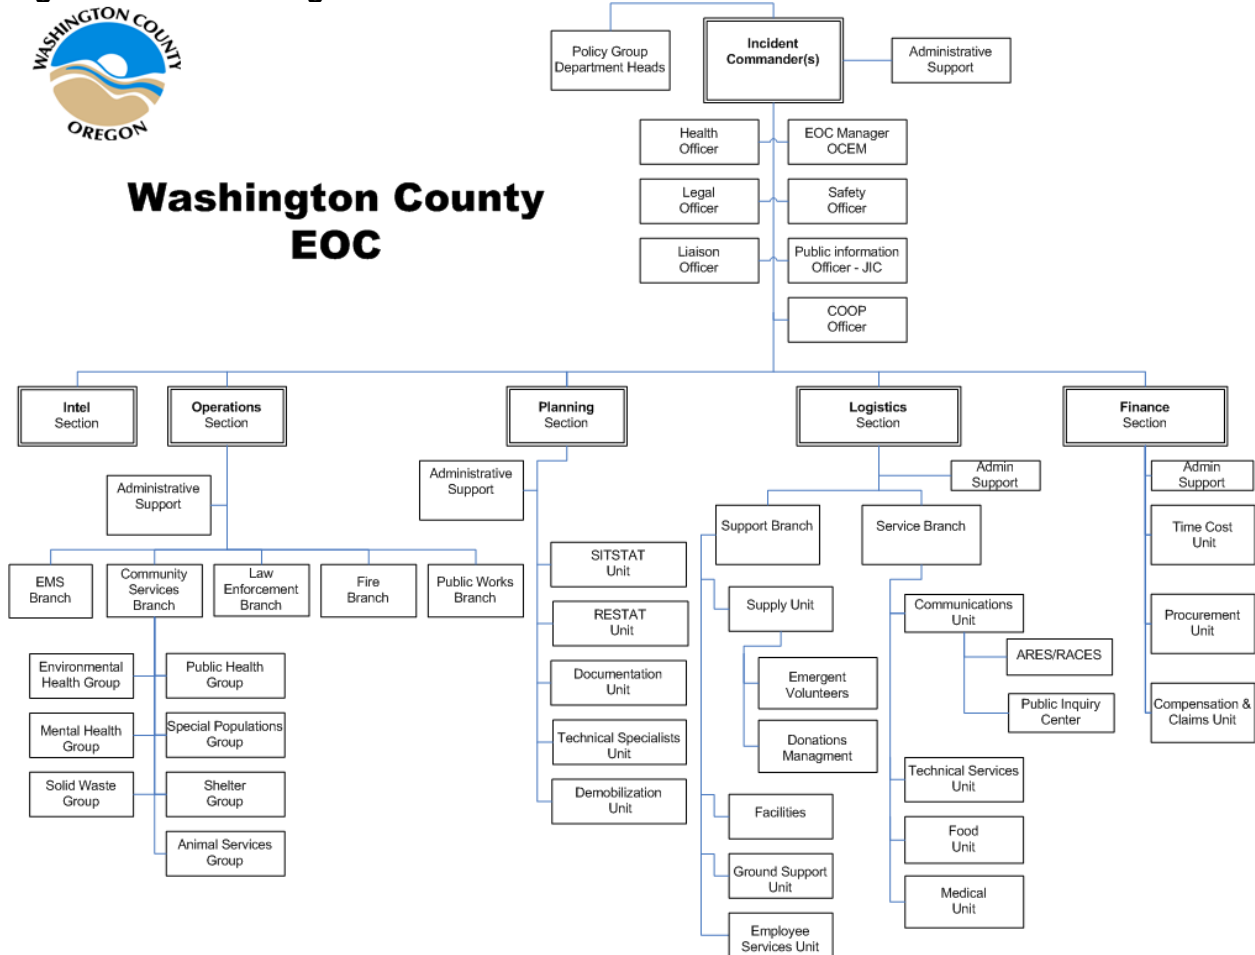 WASHINGTON COUNTY
OREGON
Washington County
EOC
Policy Group
Department Heads
Incident
Commander(s)
Administrative
Support
Health
Officer
EOC Manager
OCEM
Legal
Officer
Safety
Officer
Liaison
Officer
Public information
Officer - JIC
COOP
Officer
Intel
Section
Operations
Section
Planning
Section
Logistics
Section
Finance
Section
Administrative
Support
Administrative
Support
Admin
Support
Admin
Support
EMS
Branch
Community
Services
Branch
Law
Enforcement
Branch
Fire
Branch
Public Works
Branch
Environmental
Health Group
Public Health
Group
Mental Health
Group
Special Populations
Group
Solid Waste
Group
Shelter
Group
Animal Services
Group
SITSTAT
Unit
RESTAT
Unit
Documentation
Unit
Technical Specialists
Unit
Demobilization
Unit
Support Branch
Service Branch
Supply Unit
Emergent
Volunteers
Donations
Managment
Facilities
Ground Support
Unit
Employee
Services Unit
Communications
Unit
ARES/RACES
Public Inquiry
Center
Technical Services
Unit
Food
Unit
Medical
Unit
Time Cost
Unit
Procurement
Unit
Compensation &
Claims Unit